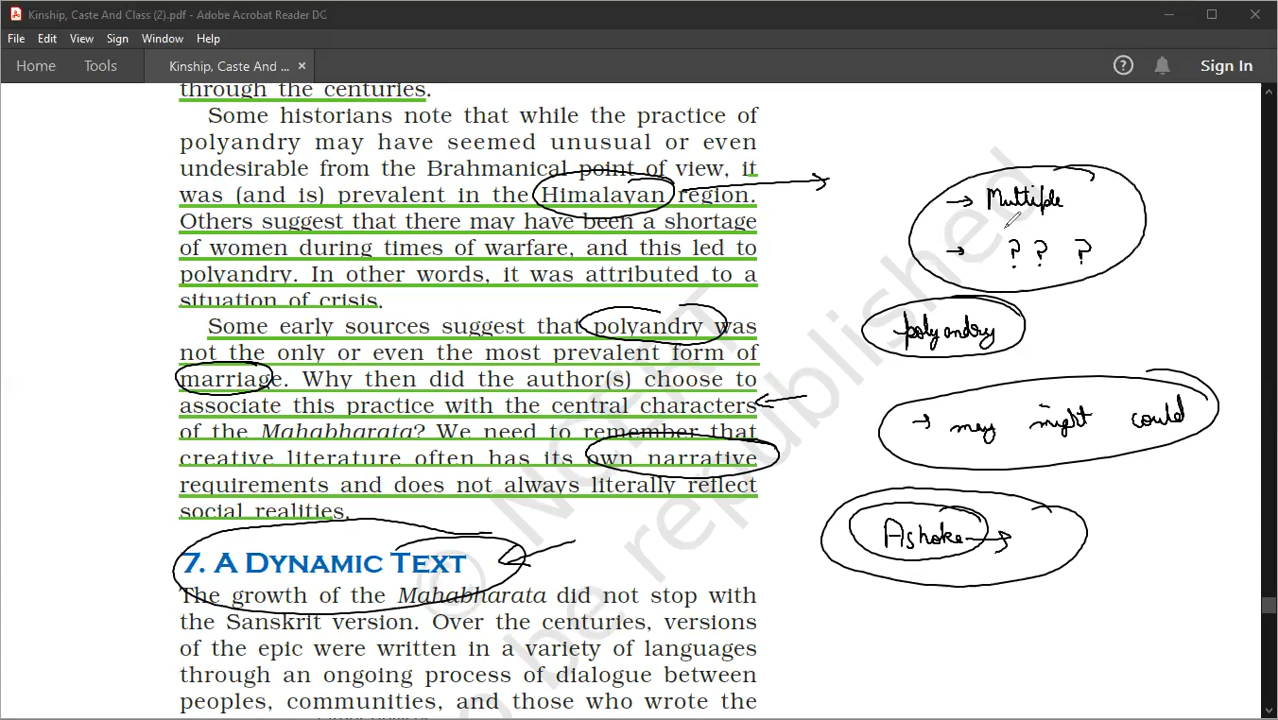 Kinship, Caste And Class (2).pdf - Adobe Acrobat Reader DC
File Edit View Sign Window Help
Home Tools Kinship, Caste And ... × Sign In
through the centuries.
Some historians note that while the practice of
polyandry may have seemed unusual or even
undesirable from the Brahmanical point of view, it
was (and is) prevalent in the Himalayan region.
Others suggest that there may have been a shortage
of women during times of warfare, and this led to
polyandry. In other words, it was attributed to a
situation of crisis.
Some early sources suggest that polyandry was
not the only or even the most prevalent form of
marriage. Why then did the author(s) choose to
associate this practice with the central characters
of the Mahabharata? We need to remember that
creative literature often has its own narrative
requirements and does not always literally reflect
social realities.
7. A DYNAMIC TEXT
The growth of the Mahabharata did not stop with
the Sanskrit version. Over the centuries, versions
of the epic were written in a variety of languages
through an ongoing process of dialogue between
peoples, communities, and those who wrote the
→ Multiple
→ ? ? ?
polyandry
→ may might could
Ashoke →
© NCERT
to be republished